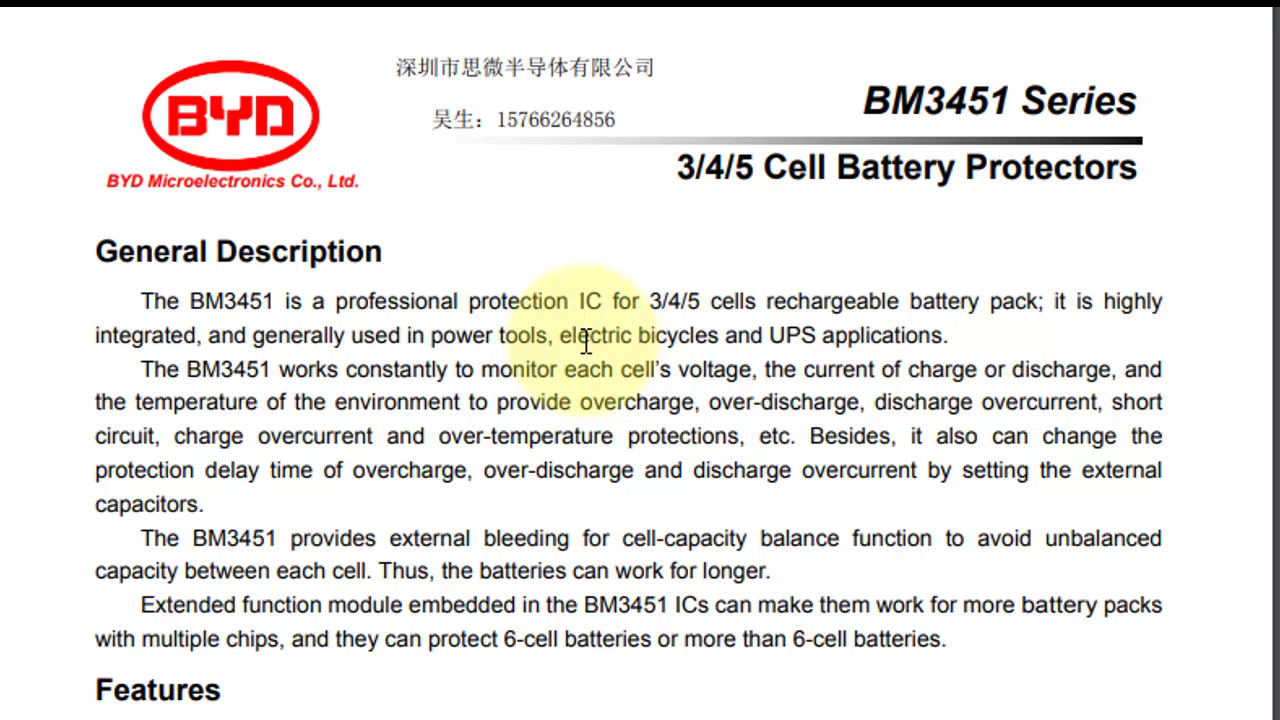 深圳市思微半导体有限公司
BYD
吴生：15766264856
BM3451 Series
BYD Microelectronics Co., Ltd.
3/4/5 Cell Battery Protectors
General Description
The BM3451 is a professional protection IC for 3/4/5 cells rechargeable battery pack; it is highly
integrated, and generally used in power tools, electric bicycles and UPS applications.
The BM3451 works constantly to monitor each cell's voltage, the current of charge or discharge, and
the temperature of the environment to provide overcharge, over-discharge, discharge overcurrent, short
circuit, charge overcurrent and over-temperature protections, etc. Besides, it also can change the
protection delay time of overcharge, over-discharge and discharge overcurrent by setting the external
capacitors.
The BM3451 provides external bleeding for cell-capacity balance function to avoid unbalanced
capacity between each cell. Thus, the batteries can work for longer.
Extended function module embedded in the BM3451 ICs can make them work for more battery packs
with multiple chips, and they can protect 6-cell batteries or more than 6-cell batteries.
Features